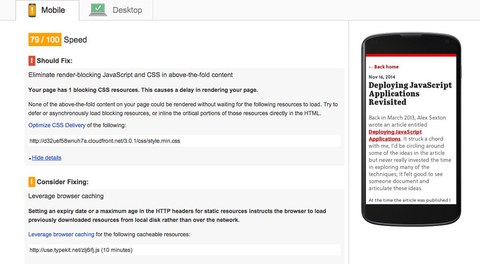 Mobile
Desktop
79 / 100 Speed
! Should Fix:
Eliminate render-blocking JavaScript and CSS in above-the-fold content
Your page has 1 blocking CSS resources. This causes a delay in rendering your page.
None of the above-the-fold content on your page could be rendered without waiting for the following resources to load. Try to
defer or asynchronously load blocking resources, or inline the critical portions of those resources directly in the HTML.
Optimize CSS Delivery of the following:
http://d32uef58wnuh7a.cloudfront.net/3.0.1/css/style.min.css
Hide details
! Consider Fixing:
Leverage browser caching
Setting an expiry date or a maximum age in the HTTP headers for static resources instructs the browser to load
previously downloaded resources from local disk rather than over the network.
Leverage browser caching for the following cacheable resources:
http://use.typekit.net/zlj6ifj.js (10 minutes)
← Back home
Nov 16, 2014
Deploying JavaScript
Applications
Revisited
Back in March 2013, Alex Sexton
wrote an article entitled
Deploying JavaScript
Applications. It struck a chord
with me, I'd be circling around
some of the ideas in the article
but never really invested the time
in exploring many of the
techniques; It felt good to see
someone document and
articulate these ideas.
At the time the article was published I